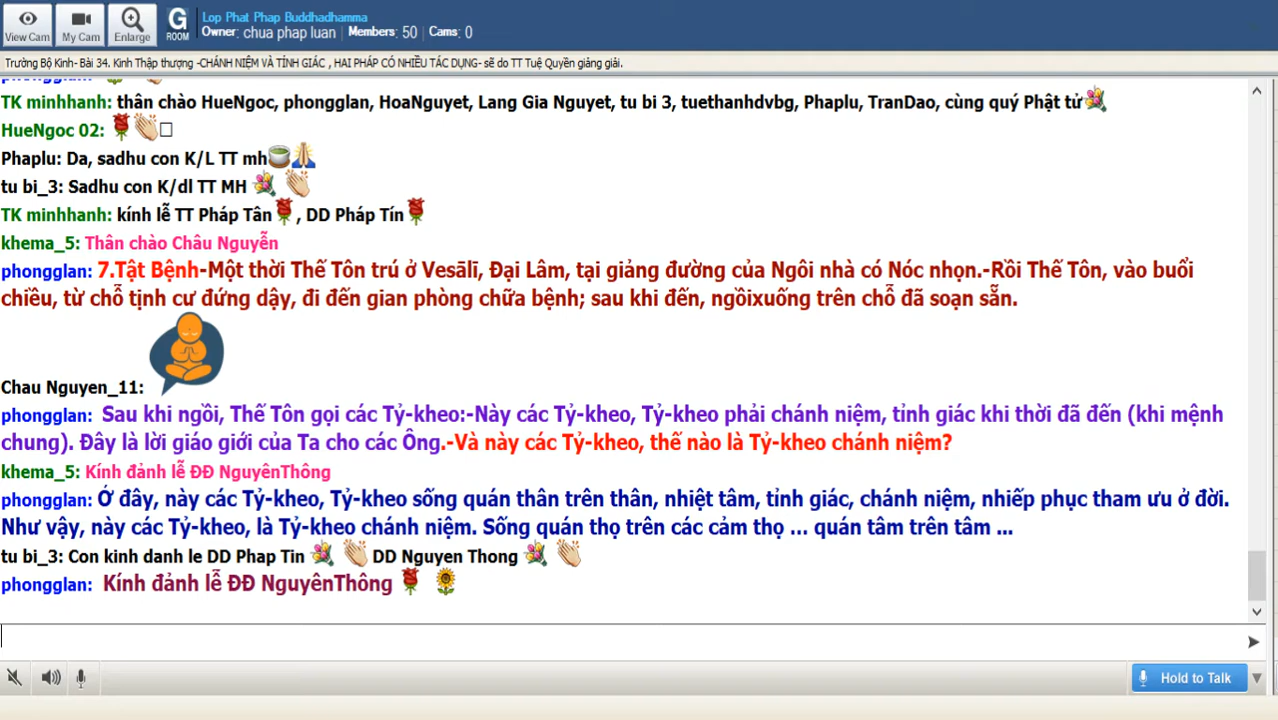 View Cam
My Cam
Enlarge
G
ROOM
Lop Phat Phap Buddhadhamma
Owner: chua phap luan | Members: 50 | Cams: 0
Trường Bộ Kinh- Bài 34. Kinh Thập thượng -CHÁNH NIỆM VÀ TỈNH GIÁC , HAI PHÁP CÓ NHIỀU TÁC DỤNG- sẽ do TT Tuệ Quyền giảng giải.
TK minhhanh: thân chào HueNgoc, phongglan, HoaNguyet, Lang Gia Nguyet, tu bi 3, tuethanhdvbg, Phaplu, TranDao, cùng quý Phật tử
HueNgoc 02:
Phaplu: Da, sadhu con K/L TT mh
tu bi_3: Sadhu con K/dl TT MH
TK minhhanh: kính lễ TT Pháp Tân, DD Pháp Tín
khema_5: Thân chào Châu Nguyễn
phongglan: 7.Tật Bệnh-Một thời Thế Tôn trú ở Vesālī, Đại Lâm, tại giảng đường của Ngôi nhà có Nóc nhọn.-Rồi Thế Tôn, vào buổi
chiều, từ chỗ tịnh cư đứng dậy, đi đến gian phòng chữa bệnh; sau khi đến, ngồixuống trên chỗ đã soạn sẵn.
Chau Nguyen_11:
phongglan: Sau khi ngồi, Thế Tôn gọi các Tỷ-kheo:-Này các Tỷ-kheo, Tỷ-kheo phải chánh niệm, tỉnh giác khi thời đã đến (khi mệnh
chung). Đây là lời giáo giới của Ta cho các Ông.-Và này các Tỷ-kheo, thế nào là Tỷ-kheo chánh niệm?
khema_5: Kính đảnh lễ ĐĐ NguyênThông
phongglan: Ở đây, này các Tỷ-kheo, Tỷ-kheo sống quán thân trên thân, nhiệt tâm, tỉnh giác, chánh niệm, nhiếp phục tham ưu ở đời.
Như vậy, này các Tỷ-kheo, là Tỷ-kheo chánh niệm. Sống quán thọ trên các cảm thọ ... quán tâm trên tâm ...
tu bi_3: Con kinh danh le DD Phap Tin DD Nguyen Thong
phongglan: Kính đảnh lễ ĐĐ NguyênThông
Hold to Talk